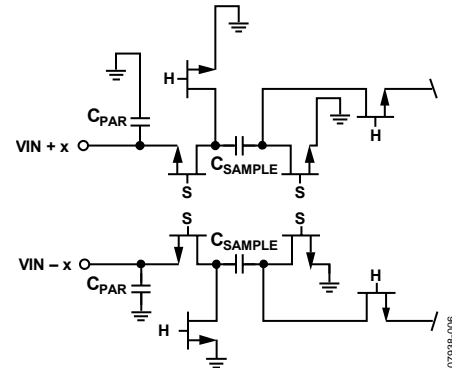 H
C_PAR
VIN + x
C_SAMPLE
H
S
S
S
S
C_SAMPLE
VIN – x
C_PAR
H
H
07938-006